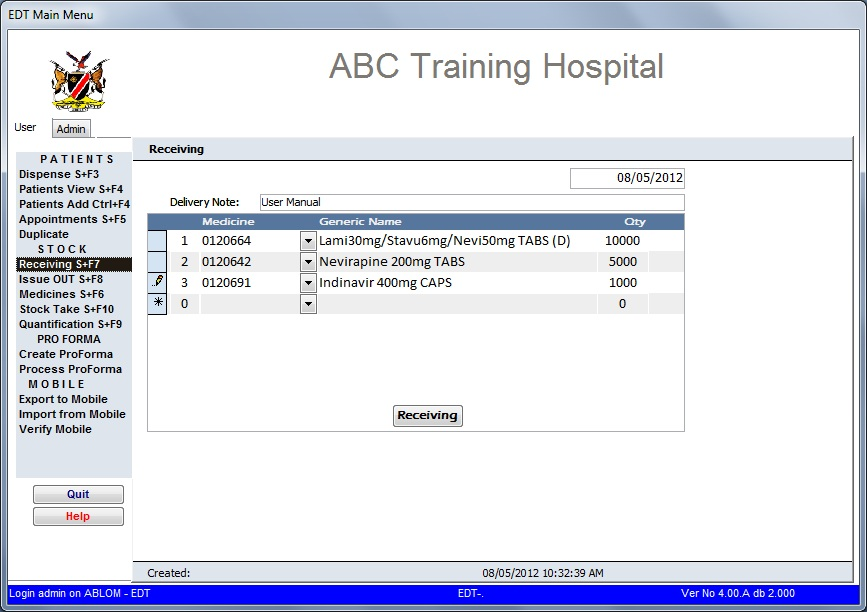 EDT Main Menu
ABC Training Hospital
User Admin
P A T I E N T S
Dispense S+F3
Patients View S+F4
Patients Add Ctrl+F4
Appointments S+F5
Duplicate
S T O C K
Receiving S+F7
Issue OUT S+F8
Medicines S+F6
Stock Take S+F10
Quantification S+F9
PRO FORMA
Create ProForma
Process ProForma
M O B I L E
Export to Mobile
Import from Mobile
Verify Mobile
Quit
Help
Receiving
08/05/2012
Delivery Note: User Manual
Medicine Generic Name Qty
1 0120664 Lami30mg/Stavu6mg/Nevi50mg TABS (D) 10000
2 0120642 Nevirapine 200mg TABS 5000
3 0120691 Indinavir 400mg CAPS 1000
* 0 0
Receiving
Created: 08/05/2012 10:32:39 AM
Login admin on ABLOM - EDT EDT-. Ver No 4.00.A db 2.000